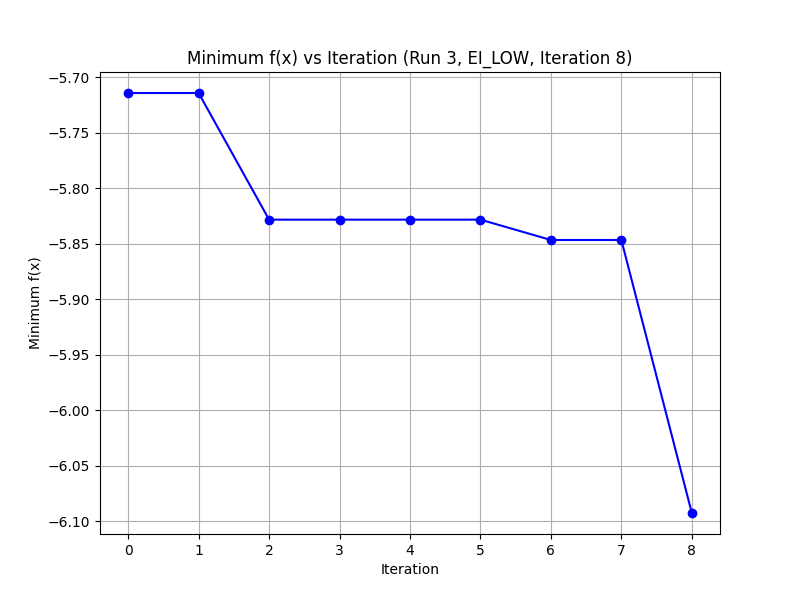 Minimum f(x) vs Iteration (Run 3, EI_LOW, Iteration 8)
Minimum f(x)
−5.70
−5.75
−5.80
−5.85
−5.90
−5.95
−6.00
−6.05
−6.10
0 1 2 3 4 5 6 7 8
Iteration